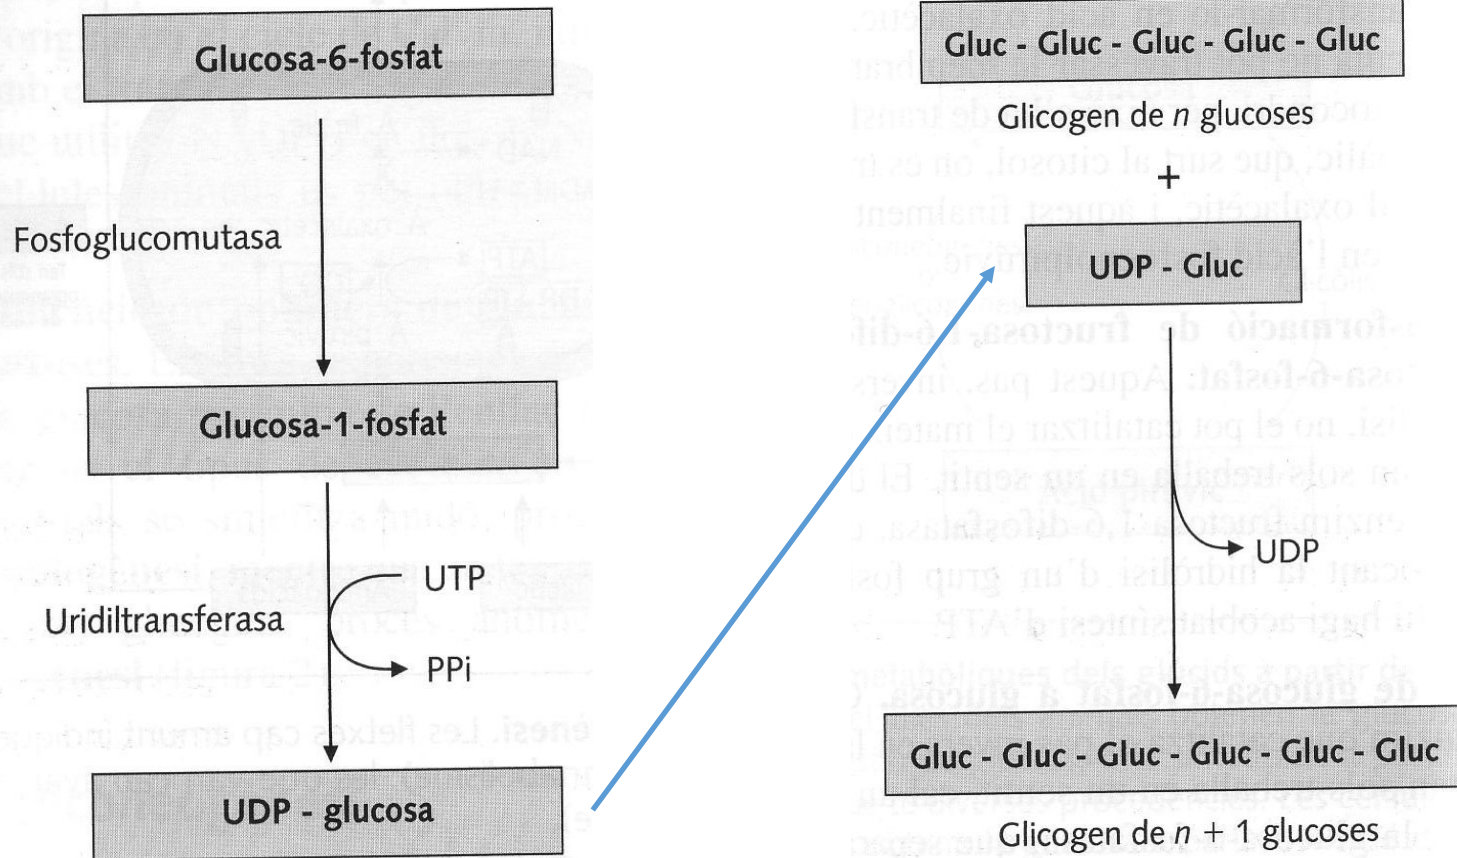 Glucosa-6-fosfat
Fosfoglucomutasa
Glucosa-1-fosfat
UTP
Uridiltransferasa
PPi
UDP - glucosa
Gluc - Gluc - Gluc - Gluc - Gluc
Glicogen de n glucoses
+
UDP - Gluc
UDP
Gluc - Gluc - Gluc - Gluc - Gluc - Gluc
Glicogen de n + 1 glucoses